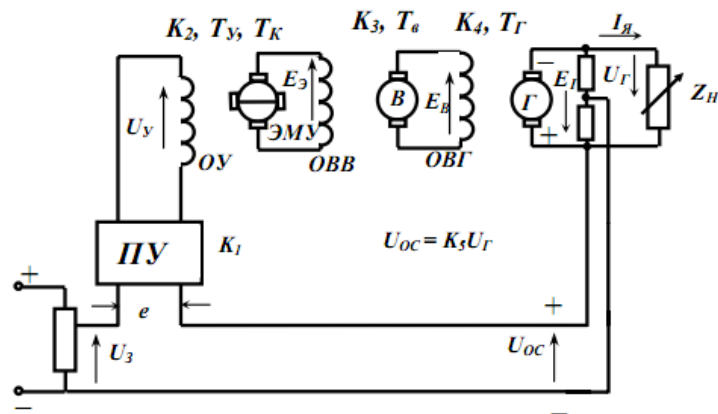 K₂, T_У, T_К
K₃, T_в
K₄, T_Г
I_Я
U_У
ОУ
E_Э
ЭМУ
ОВВ
В
E_В
ОВГ
−
Г
+
E_Г
U_Г
Z_Н
ПУ
K₁
U_ОС = K₅U_Г
+
e
+
U_З
U_ОС
−
−